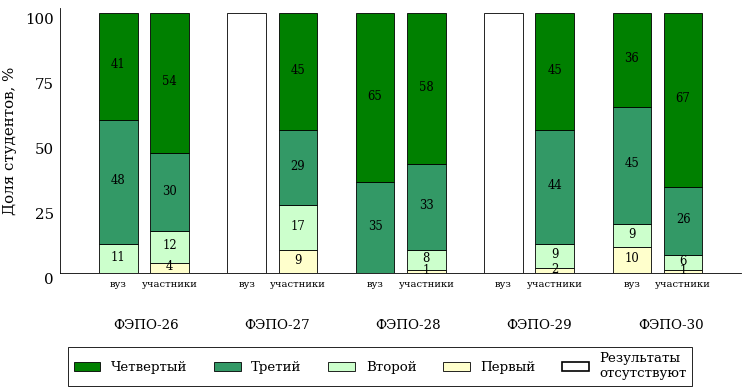 Доля студентов, %
100
75
50
25
0
41 54 45 65 58 45 36 67
48 30 29 35 33 44 45 26
11 12 17 8 9 9 6
4 9 1 2 10 1
вуз участники вуз участники вуз участники вуз участники вуз участники
ФЭПО-26 ФЭПО-27 ФЭПО-28 ФЭПО-29 ФЭПО-30
Четвертый Третий Второй Первый Результаты
отсутствуют